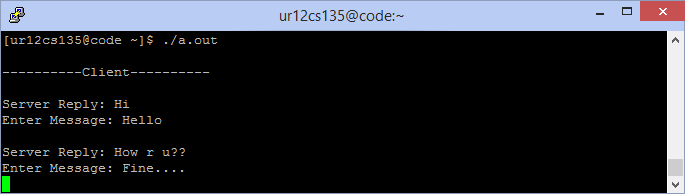 ur12cs135@code:~
[ur12cs135@code ~]$ ./a.out
----------Client----------
Server Reply: Hi
Enter Message: Hello
Server Reply: How r u??
Enter Message: Fine....